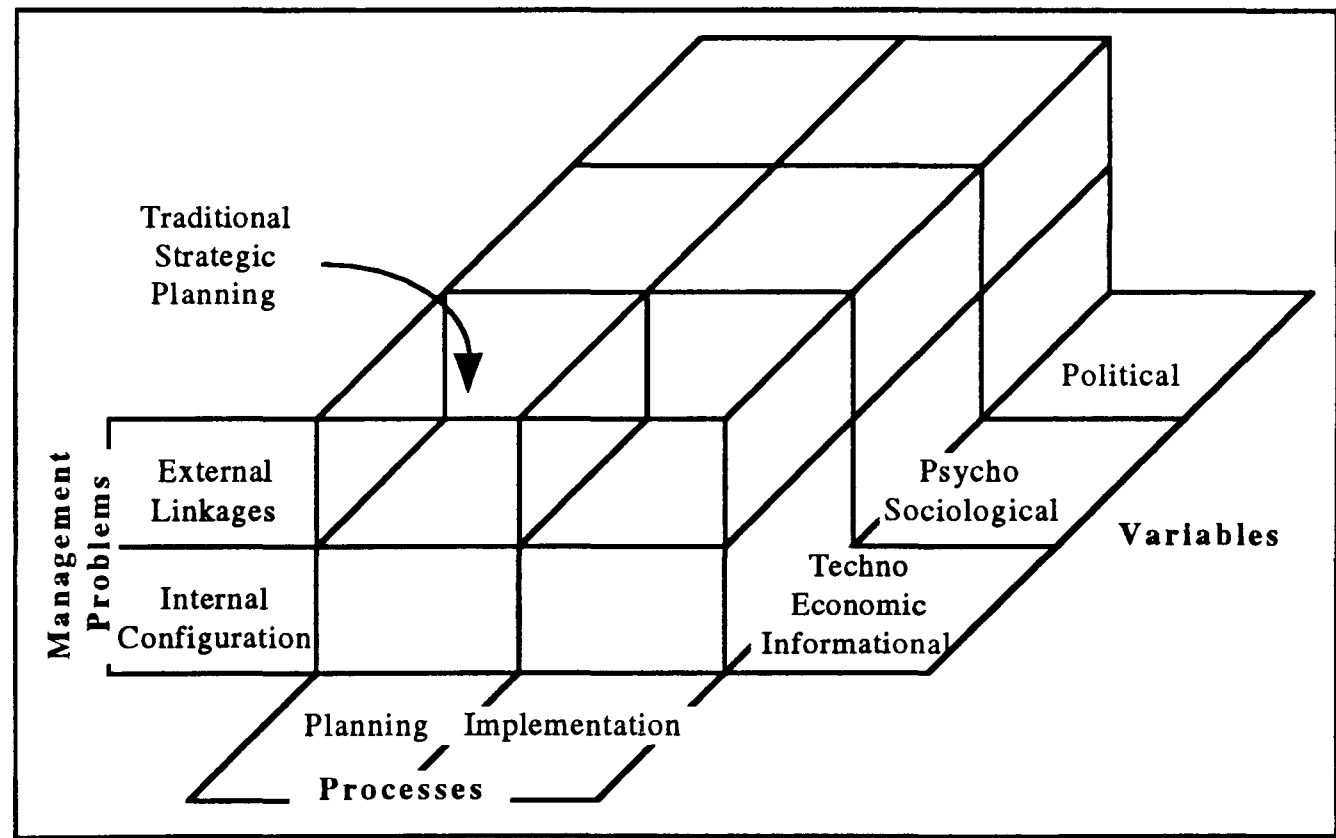 Traditional
Strategic
Planning
Political
Management
Problems
External
Linkages
Psycho
Sociological
Variables
Internal
Configuration
Techno
Economic
Informational
Planning Implementation
Processes